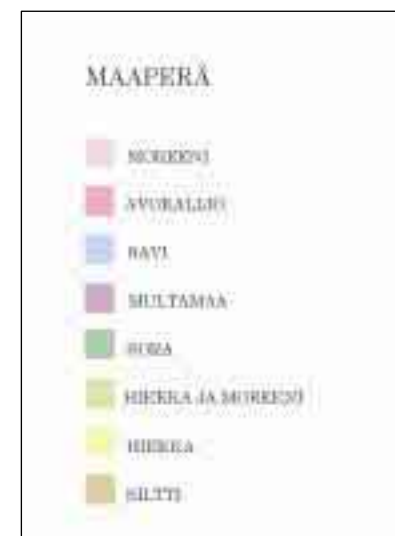 MAAPERÄ
MOREENI
AVOKALLIO
SAVI
MULTAMAA
SORA
HIEKKA JA MOREENI
HIEKKA
SILTTI